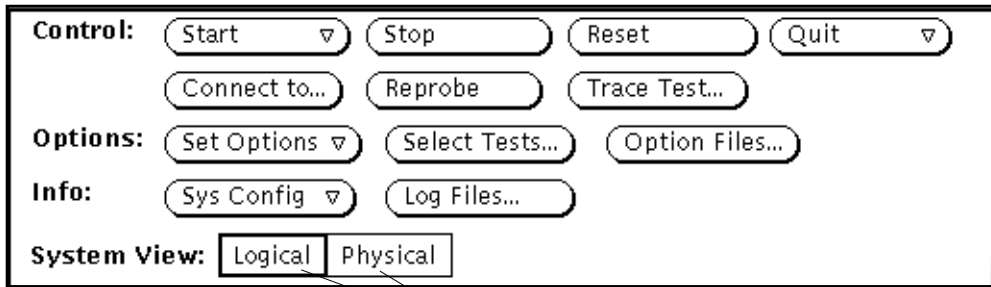 Control: Start Stop Reset Quit
Connect to... Reprobe Trace Test...
Options: Set Options Select Tests... Option Files...
Info: Sys Config Log Files...
System View: Logical Physical